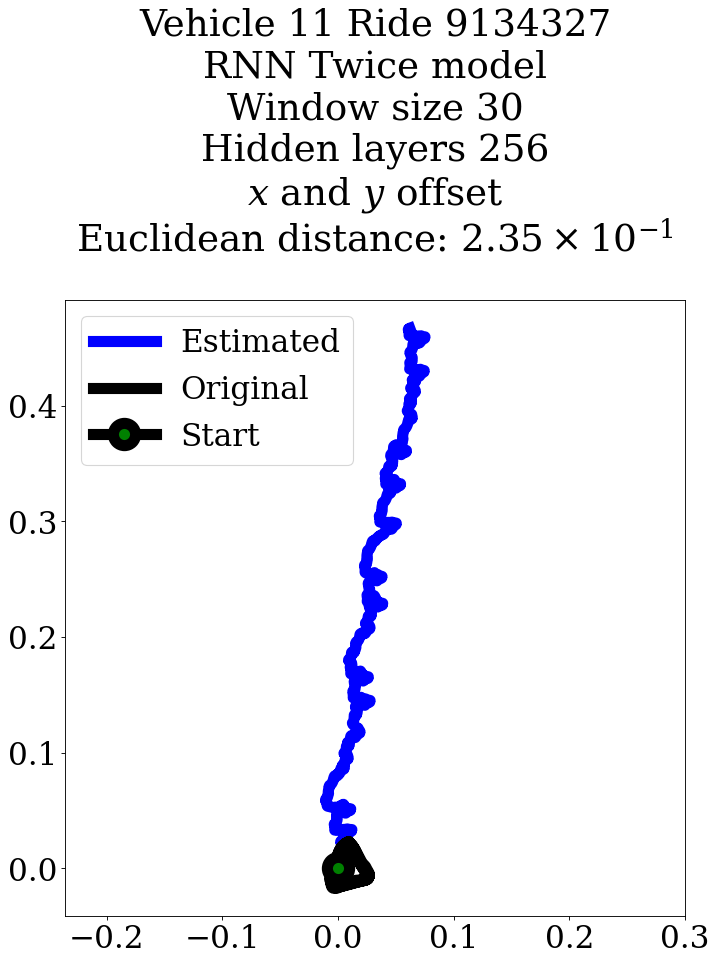 Vehicle 11 Ride 9134327
RNN Twice model
Window size 30
Hidden layers 256
x and y offset
Euclidean distance: 2.35 × 10⁻¹
Estimated
Original
Start
0.4
0.3
0.2
0.1
0.0
−0.2 −0.1 0.0 0.1 0.2 0.3